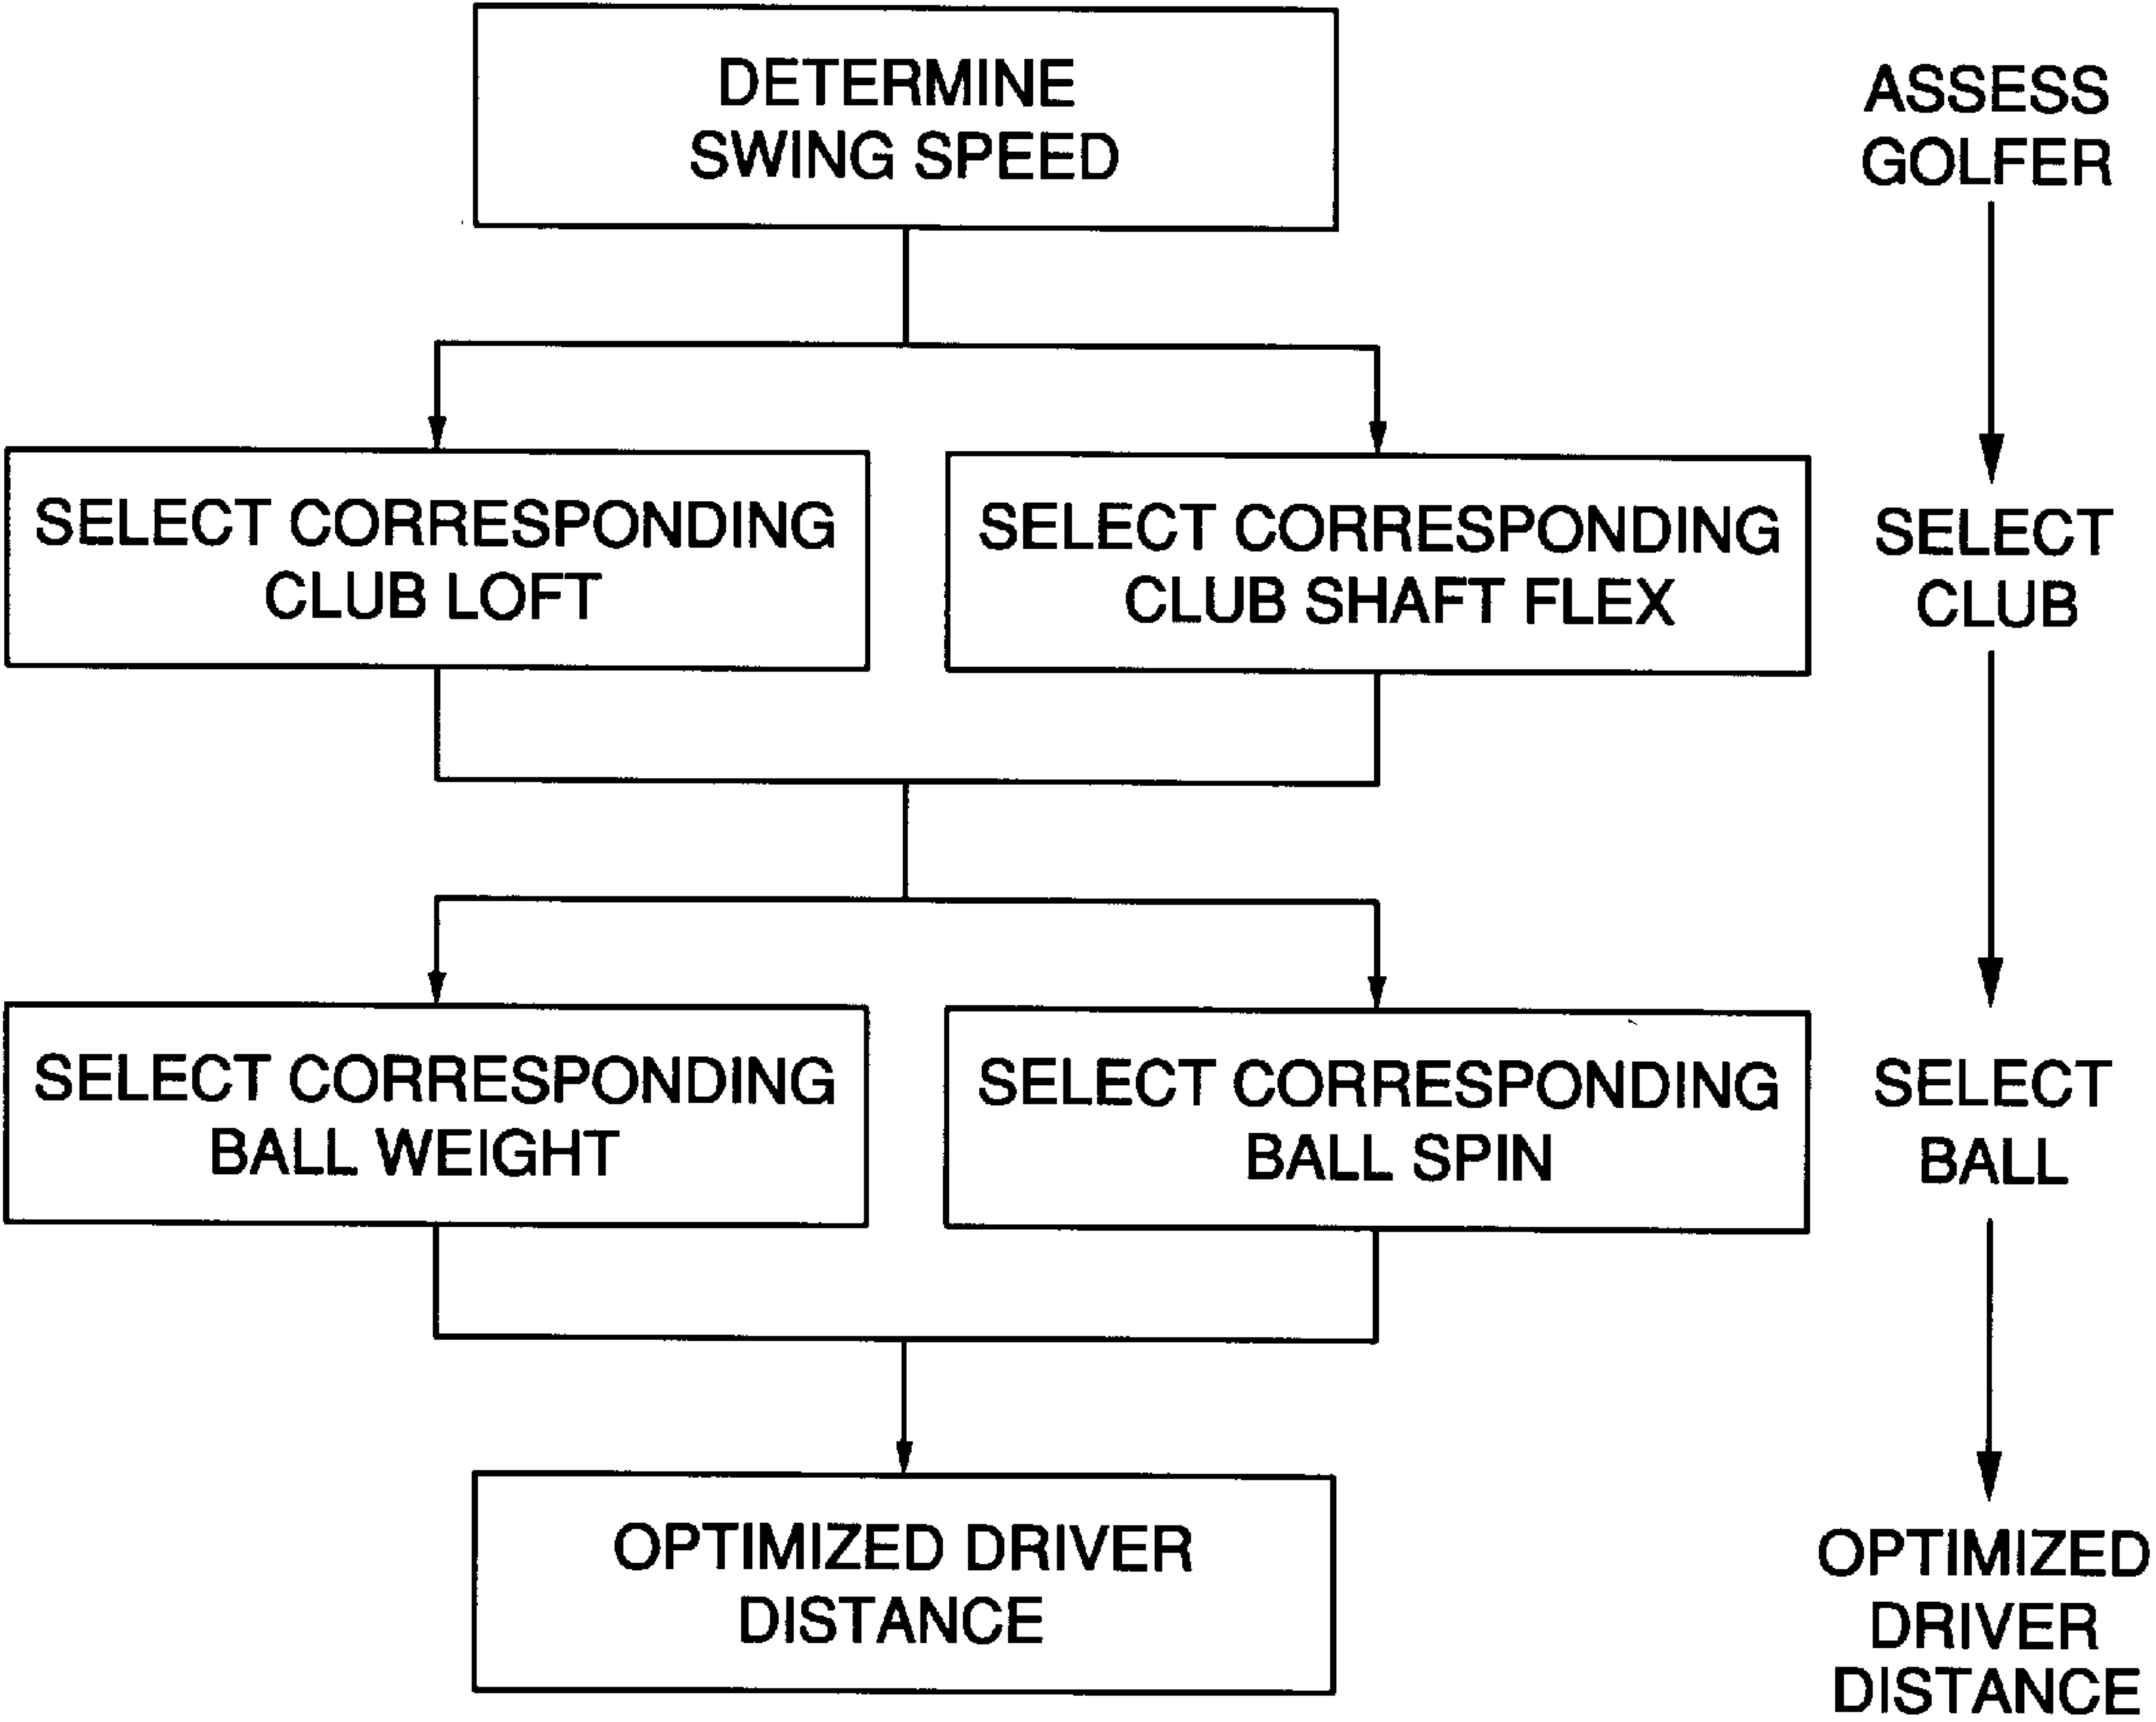 DETERMINE
SWING SPEED
ASSESS
GOLFER
SELECT CORRESPONDING
CLUB LOFT
SELECT CORRESPONDING
CLUB SHAFT FLEX
SELECT
CLUB
SELECT CORRESPONDING
BALL WEIGHT
SELECT CORRESPONDING
BALL SPIN
SELECT
BALL
OPTIMIZED DRIVER
DISTANCE
OPTIMIZED
DRIVER
DISTANCE